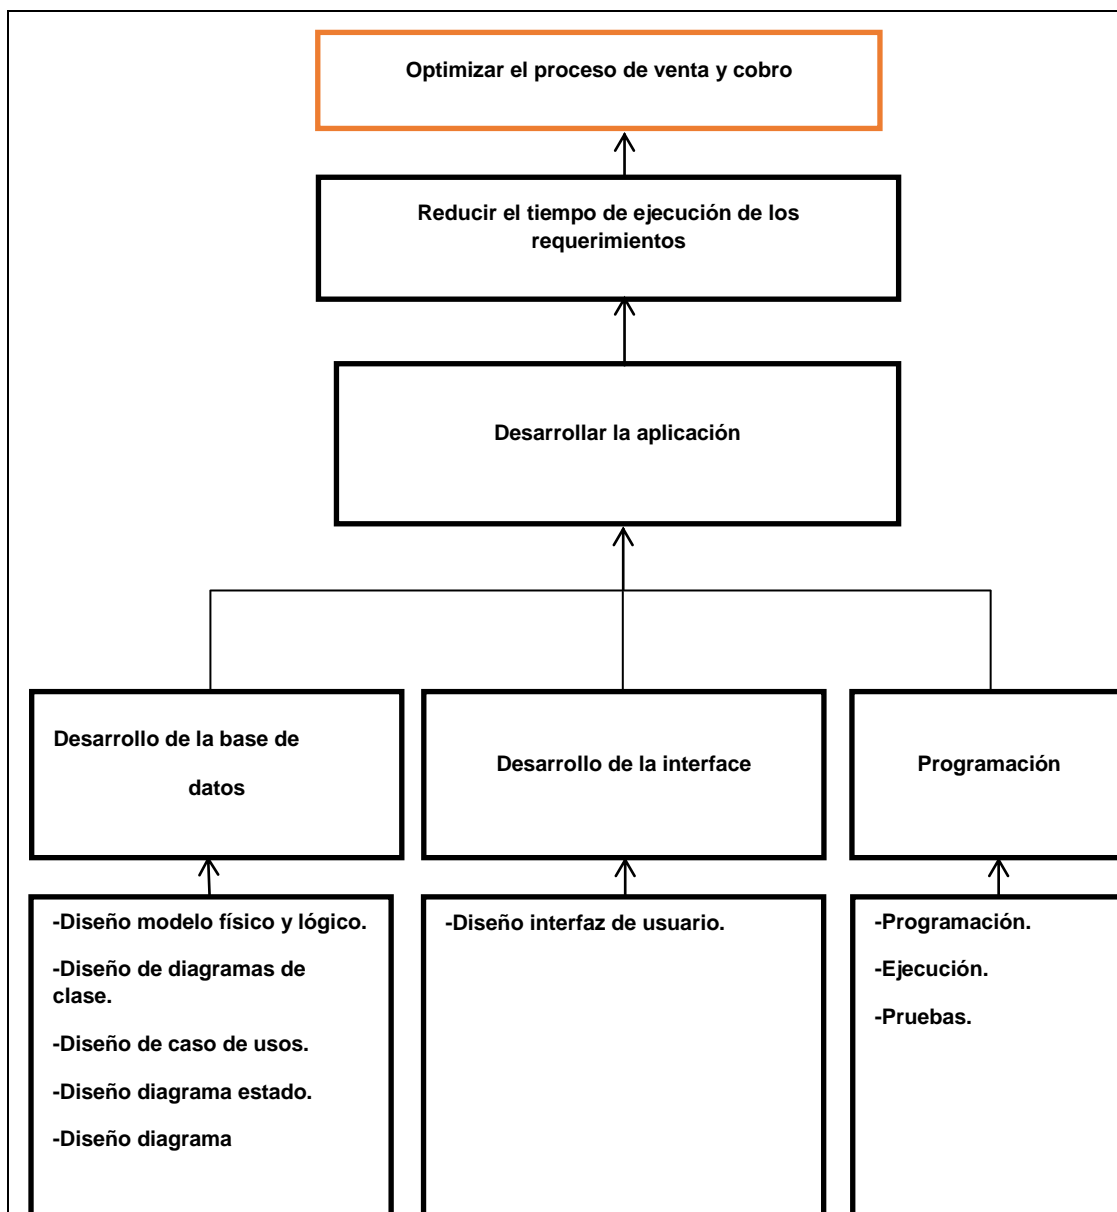 Optimizar el proceso de venta y cobro
Reducir el tiempo de ejecución de los
requerimientos
Desarrollar la aplicación
Desarrollo de la base de
datos
Desarrollo de la interface
Programación
-Diseño modelo físico y lógico.
-Diseño de diagramas de
clase.
-Diseño de caso de usos.
-Diseño diagrama estado.
-Diseño diagrama
-Diseño interfaz de usuario.
-Programación.
-Ejecución.
-Pruebas.